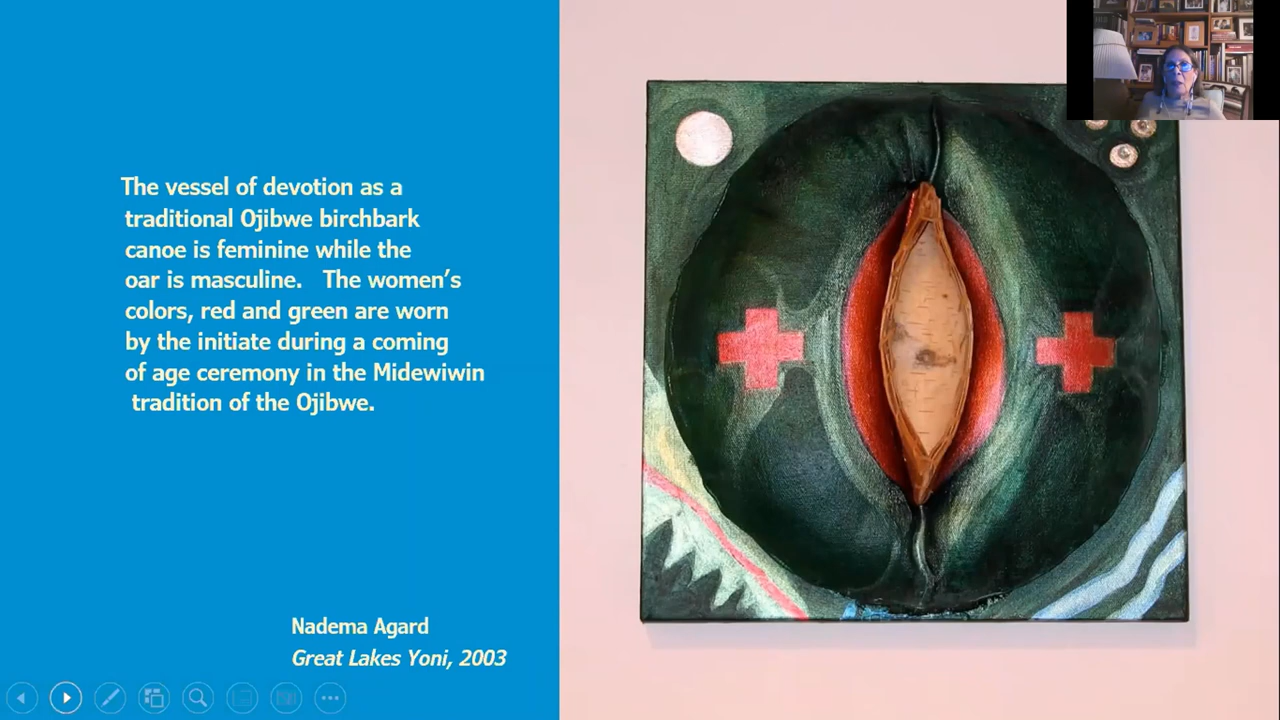 The vessel of devotion as a
traditional Ojibwe birchbark
canoe is feminine while the
oar is masculine. The women's
colors, red and green are worn
by the initiate during a coming
of age ceremony in the Midewiwin
tradition of the Ojibwe.
Nadema Agard
Great Lakes Yoni, 2003